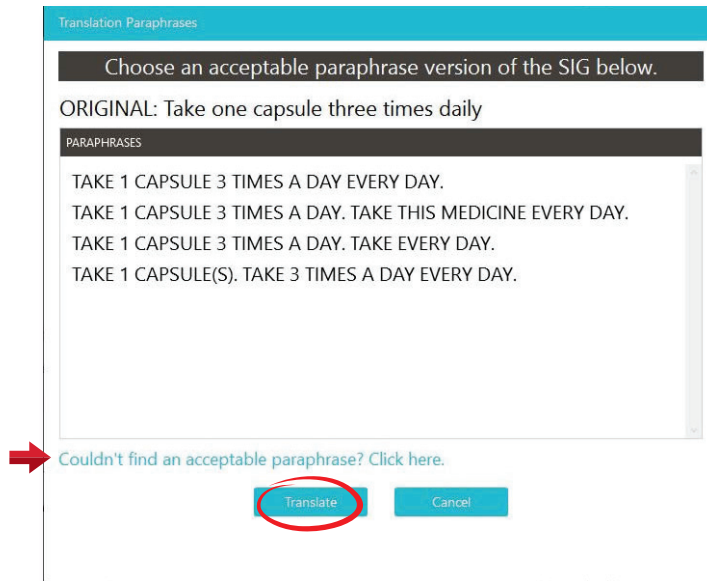 Translation Paraphrases
Choose an acceptable paraphrase version of the SIG below.
ORIGINAL: Take one capsule three times daily
PARAPHRASES
TAKE 1 CAPSULE 3 TIMES A DAY EVERY DAY.
TAKE 1 CAPSULE 3 TIMES A DAY. TAKE THIS MEDICINE EVERY DAY.
TAKE 1 CAPSULE 3 TIMES A DAY. TAKE EVERY DAY.
TAKE 1 CAPSULE(S). TAKE 3 TIMES A DAY EVERY DAY.
Couldn't find an acceptable paraphrase? Click here.
Translate Cancel